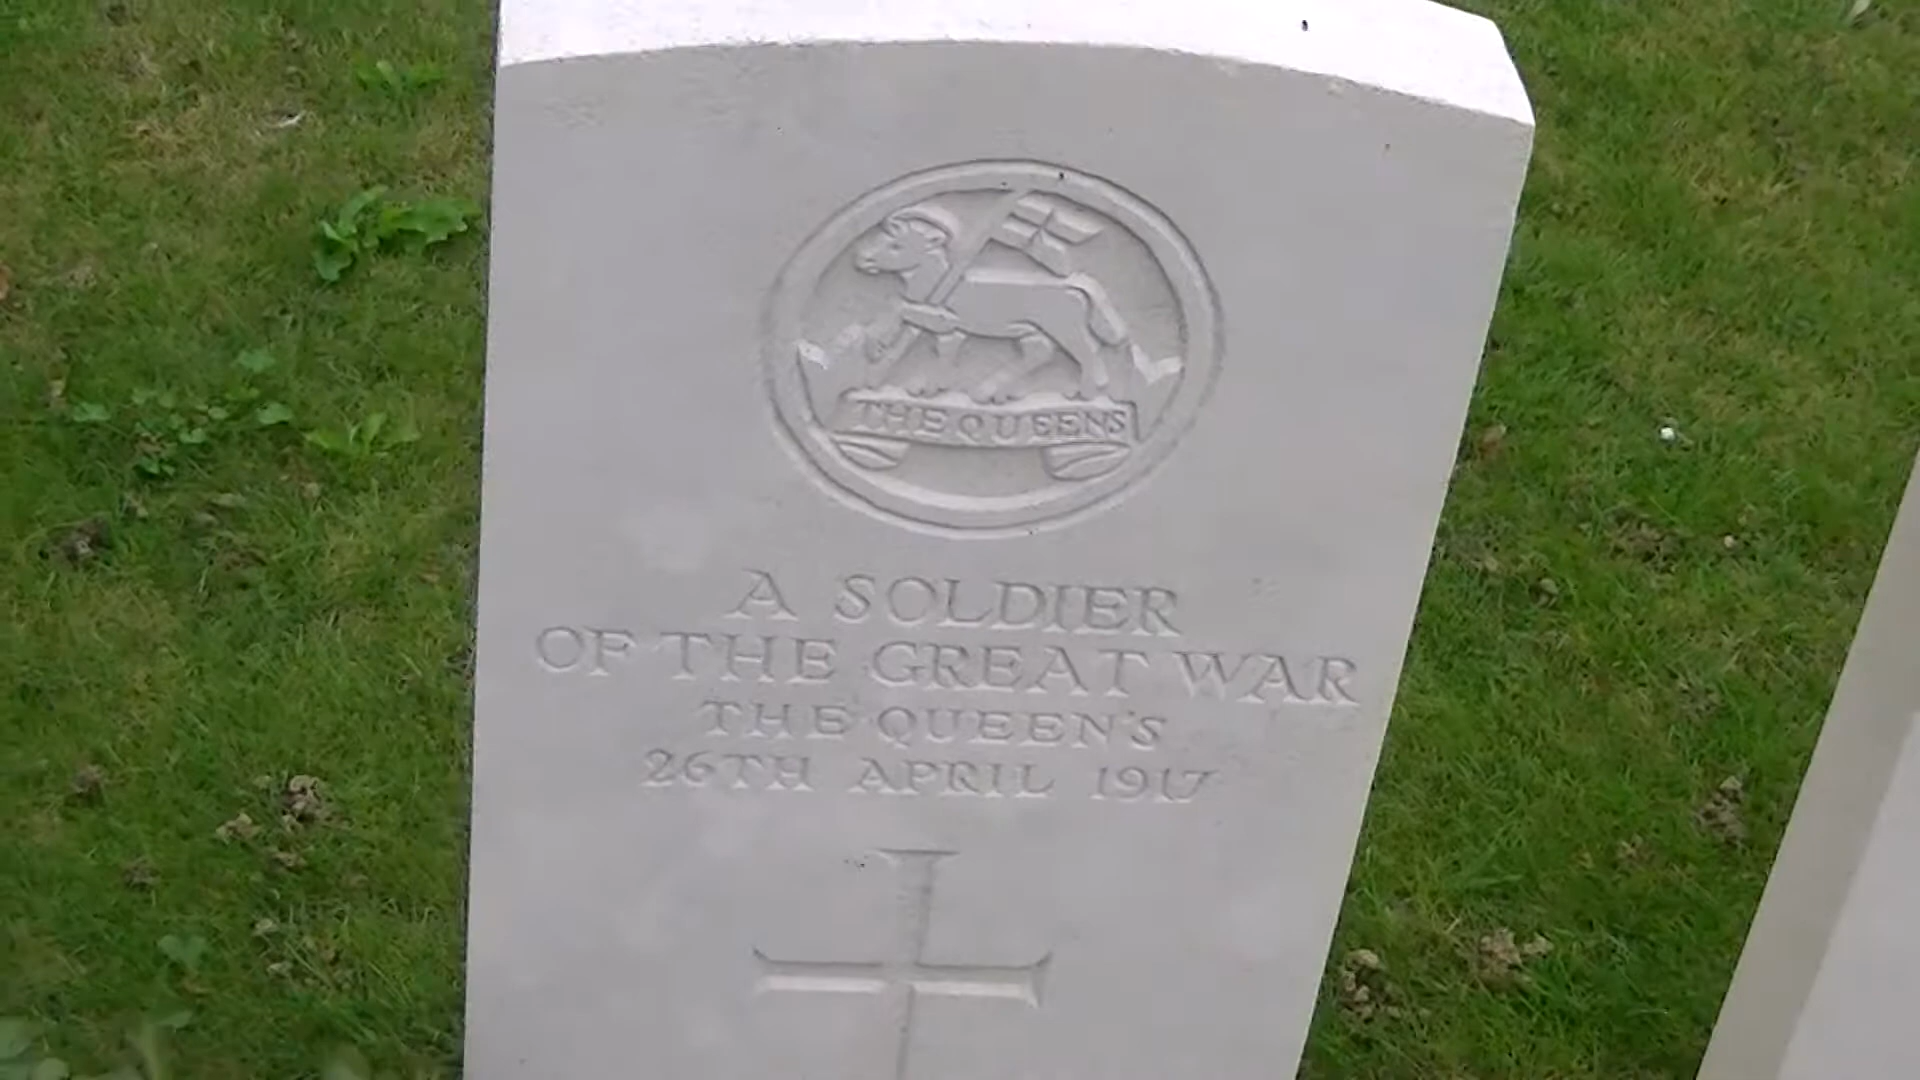 THE QUEENS
A SOLDIER
OF THE GREAT WAR
THE QUEEN'S
26TH APRIL 1917